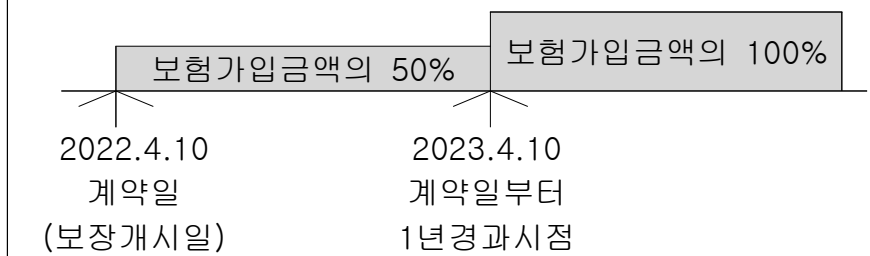 보험가입금액의 50%
보험가입금액의 100%
2022.4.10
계약일
(보장개시일)
2023.4.10
계약일부터
1년경과시점